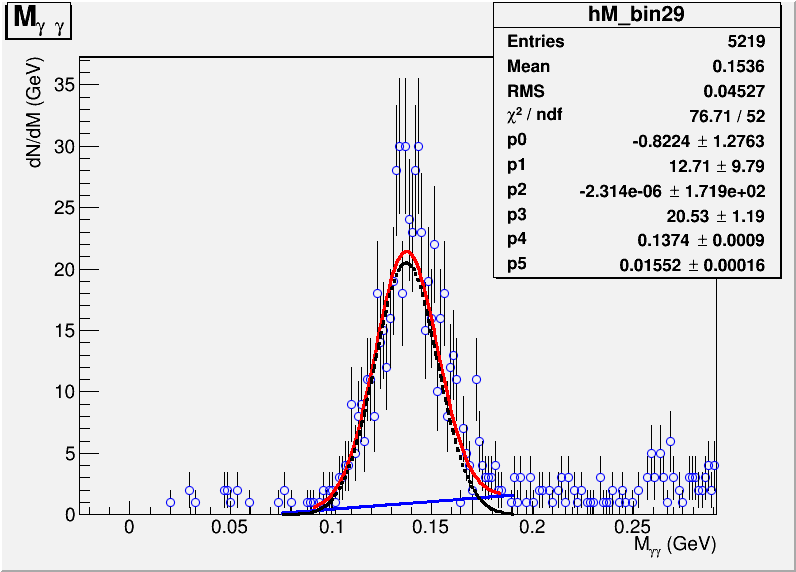 M γ γ
hM_bin29
Entries 5219
Mean 0.1536
RMS 0.04527
χ² / ndf 76.71 / 52
p0 -0.8224 ± 1.2763
p1 12.71 ± 9.79
p2 -2.314e-06 ± 1.719e+02
p3 20.53 ± 1.19
p4 0.1374 ± 0.0009
p5 0.01552 ± 0.00016
dN/dM (GeV)
35
30
25
20
15
10
5
0
0 0.05 0.1 0.15 0.2 0.25
M γγ (GeV)